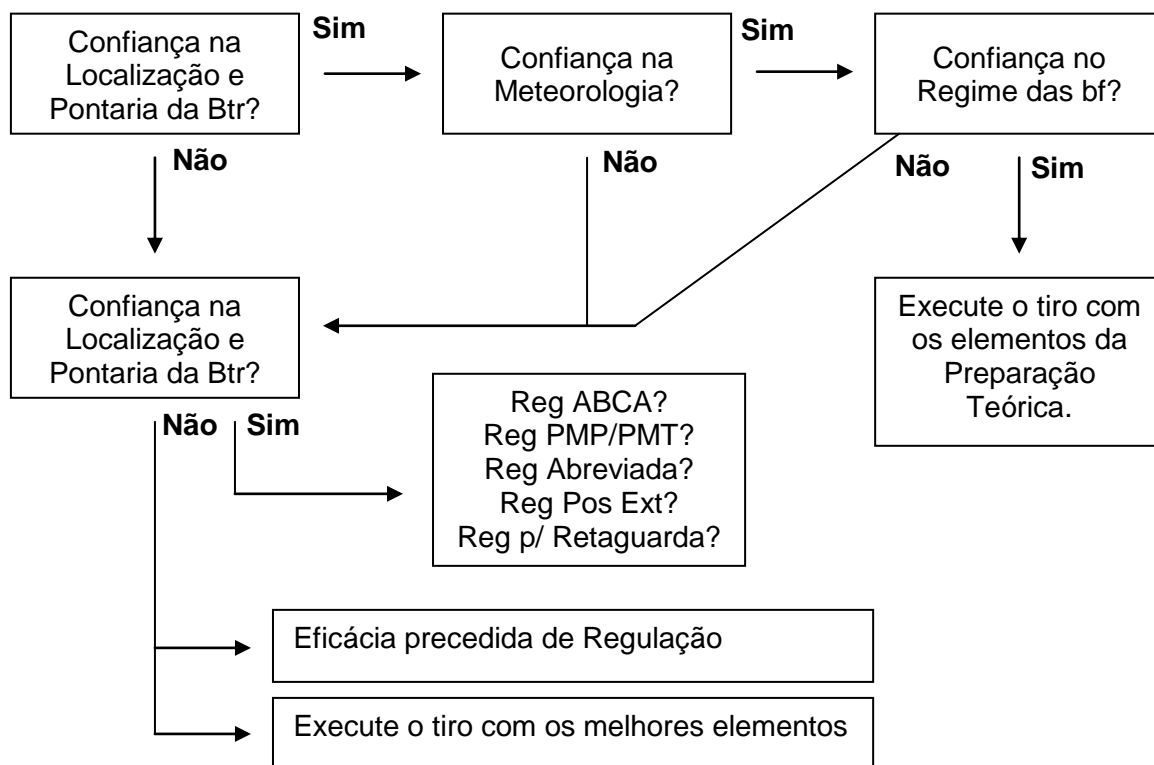 Confiança na
Localização e
Pontaria da Btr?
Sim
Confiança na
Meteorologia?
Sim
Confiança no
Regime das bf?
Não
Não
Não
Sim
Confiança na
Localização e
Pontaria da Btr?
Execute o tiro com
os elementos da
Preparação
Teórica.
Não
Sim
Reg ABCA?
Reg PMP/PMT?
Reg Abreviada?
Reg Pos Ext?
Reg p/ Retaguarda?
Eficácia precedida de Regulação
Execute o tiro com os melhores elementos